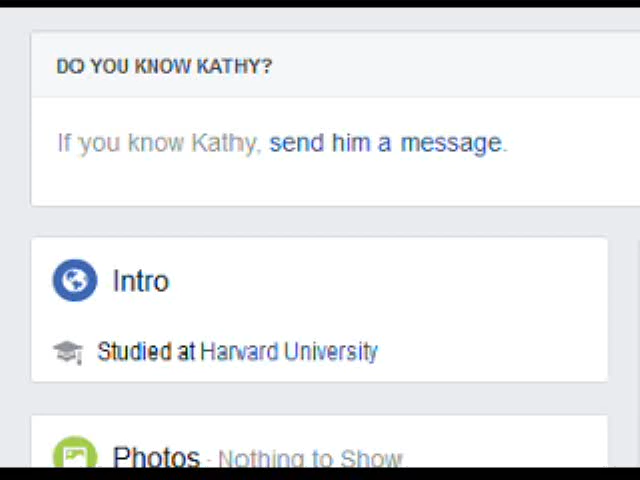 DO YOU KNOW KATHY?
If you know Kathy, send him a message.
Intro
Studied at Harvard University
Photos · Nothing to Show